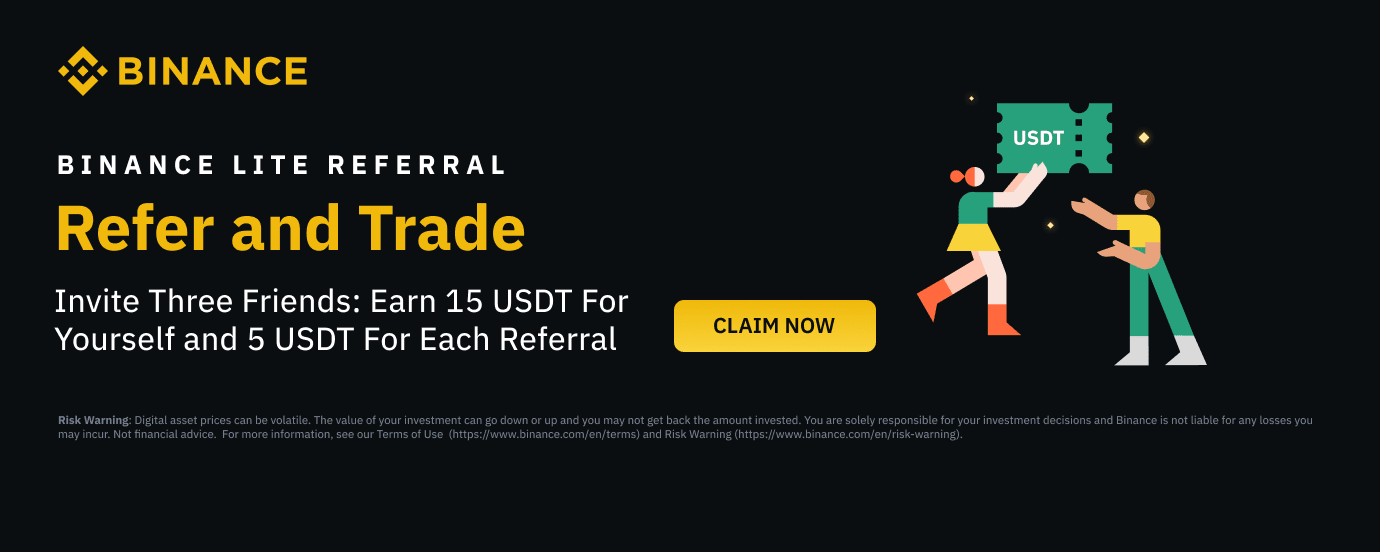 BINANCE
BINANCE LITE REFERRAL
Refer and Trade
Invite Three Friends: Earn 15 USDT For
Yourself and 5 USDT For Each Referral
CLAIM NOW
USDT
Risk Warning: Digital asset prices can be volatile. The value of your investment can go down or up and you may not get back the amount invested. You are solely responsible for your investment decisions and Binance is not liable for any losses you
may incur. Not financial advice.  For more information, see our Terms of Use  (https://www.binance.com/en/terms) and Risk Warning (https://www.binance.com/en/risk-warning).